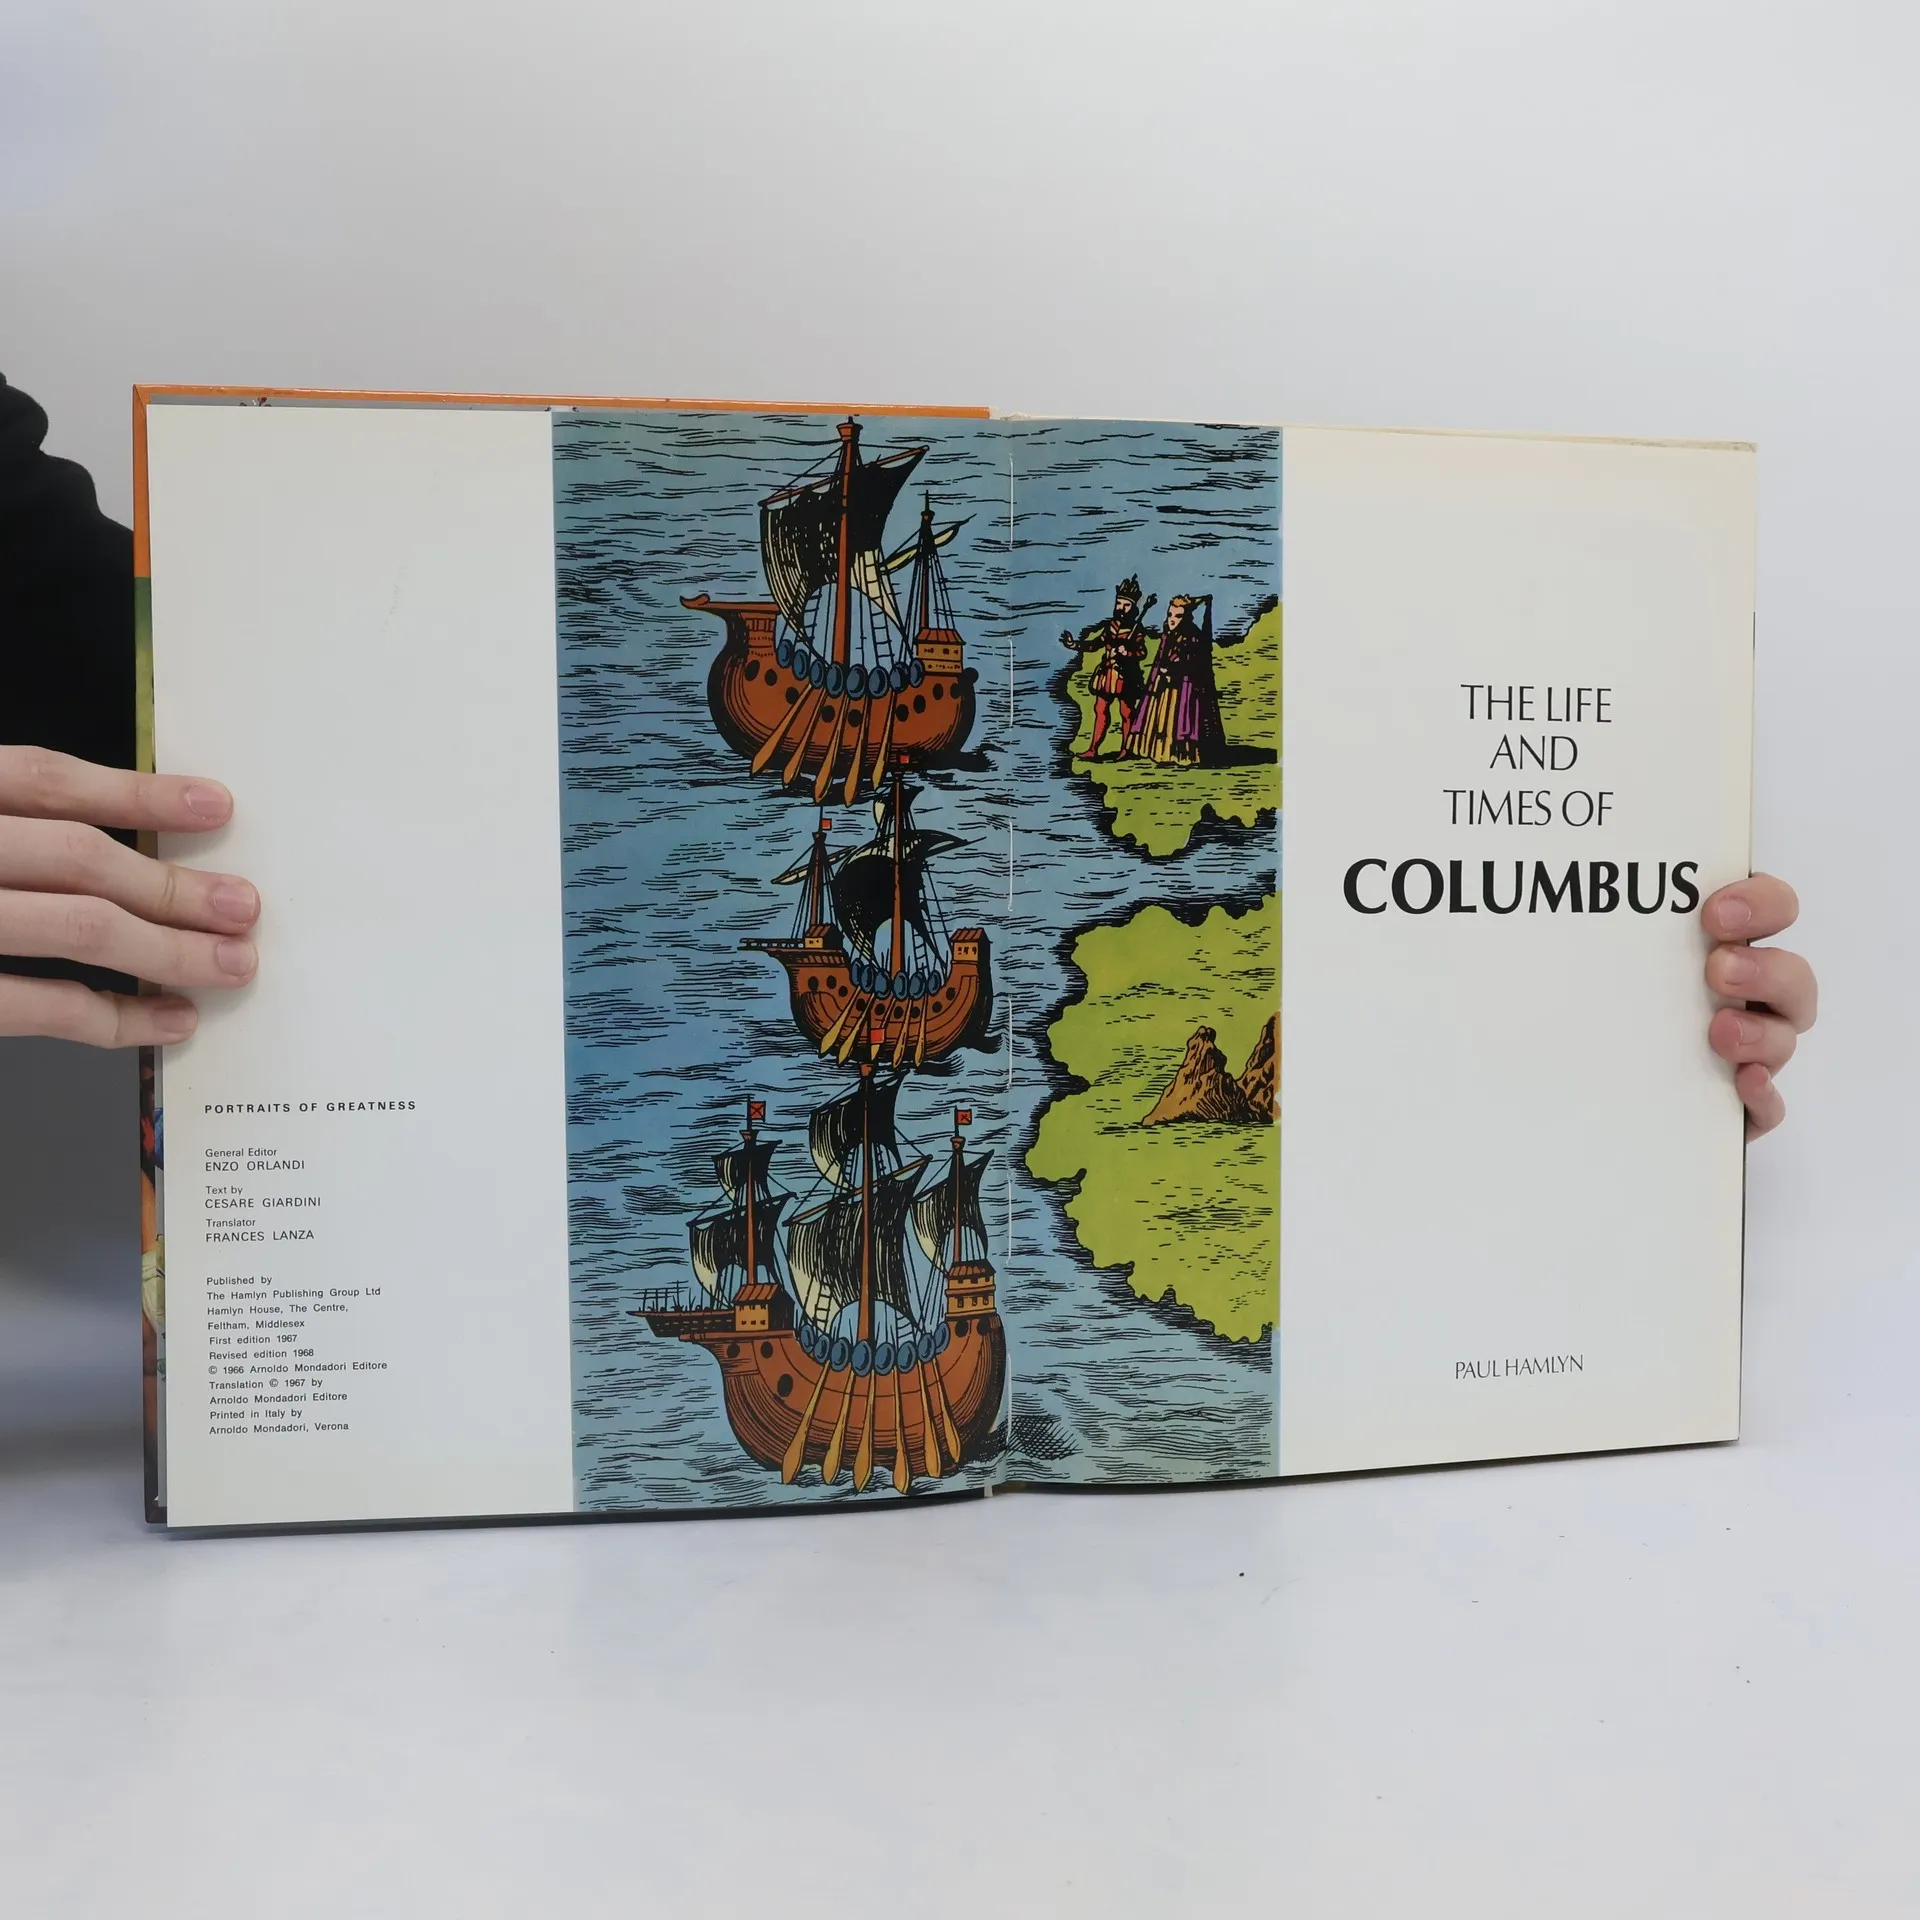 PORTRAITS OF GREATNESS
General Editor
ENZO ORLANDI
Text by
CESARE GIARDINI
Translator
FRANCES LANZA
Published by
The Hamlyn Publishing Group Ltd
Hamlyn House, The Centre,
Feltham, Middlesex
First edition 1967
Revised edition 1968
© 1966 Arnoldo Mondadori Editore
Translation © 1967 by
Arnoldo Mondadori Editore
Printed in Italy by
Arnoldo Mondadori, Verona
THE LIFE
AND
TIMES OF
COLUMBUS
PAUL HAMLYN